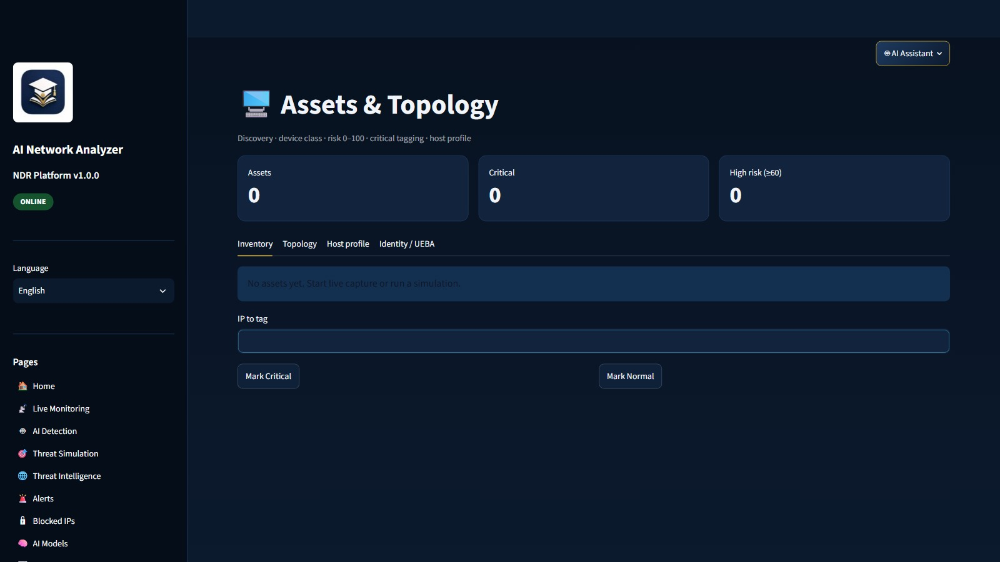 AI Network Analyzer
NDR Platform v1.0.0
ONLINE
Language
English
Pages
Home
Live Monitoring
AI Detection
Threat Simulation
Threat Intelligence
Alerts
Blocked IPs
AI Models
AI Assistant
Assets & Topology
Discovery · device class · risk 0–100 · critical tagging · host profile
Assets
0
Critical
0
High risk (≥60)
0
Inventory Topology Host profile Identity / UEBA
No assets yet. Start live capture or run a simulation.
IP to tag
Mark Critical Mark Normal